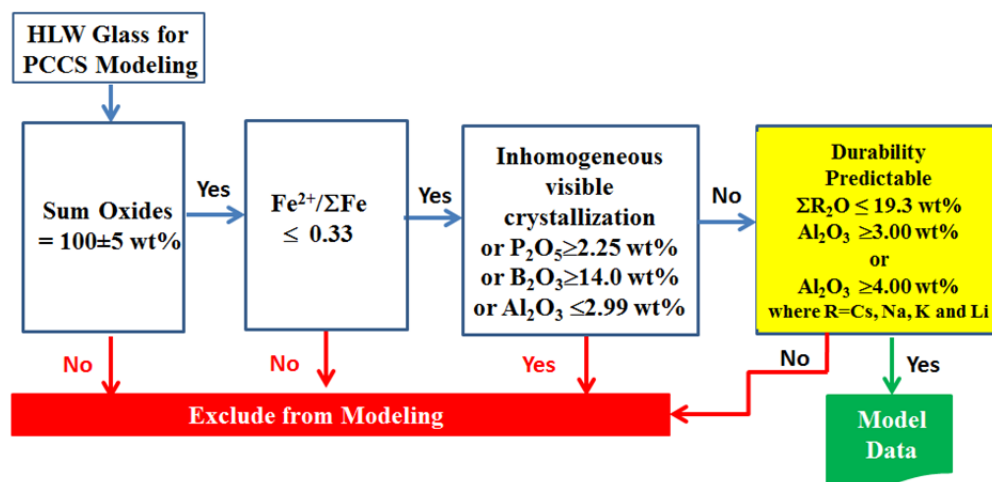 HLW Glass for
PCCS Modeling
Sum Oxides
= 100±5 wt%
Yes
No
Fe²⁺/ΣFe
≤ 0.33
Yes
No
Inhomogeneous
visible
crystallization
or P₂O₅≥2.25 wt%
or B₂O₃≥14.0 wt%
or Al₂O₃ ≤2.99 wt%
No
Yes
Durability
Predictable
ΣR₂O ≤ 19.3 wt%
Al₂O₃ ≥3.00 wt%
or
Al₂O₃ ≥4.00 wt%
where R=Cs, Na, K and Li
No
Yes
Exclude from Modeling
Model
Data